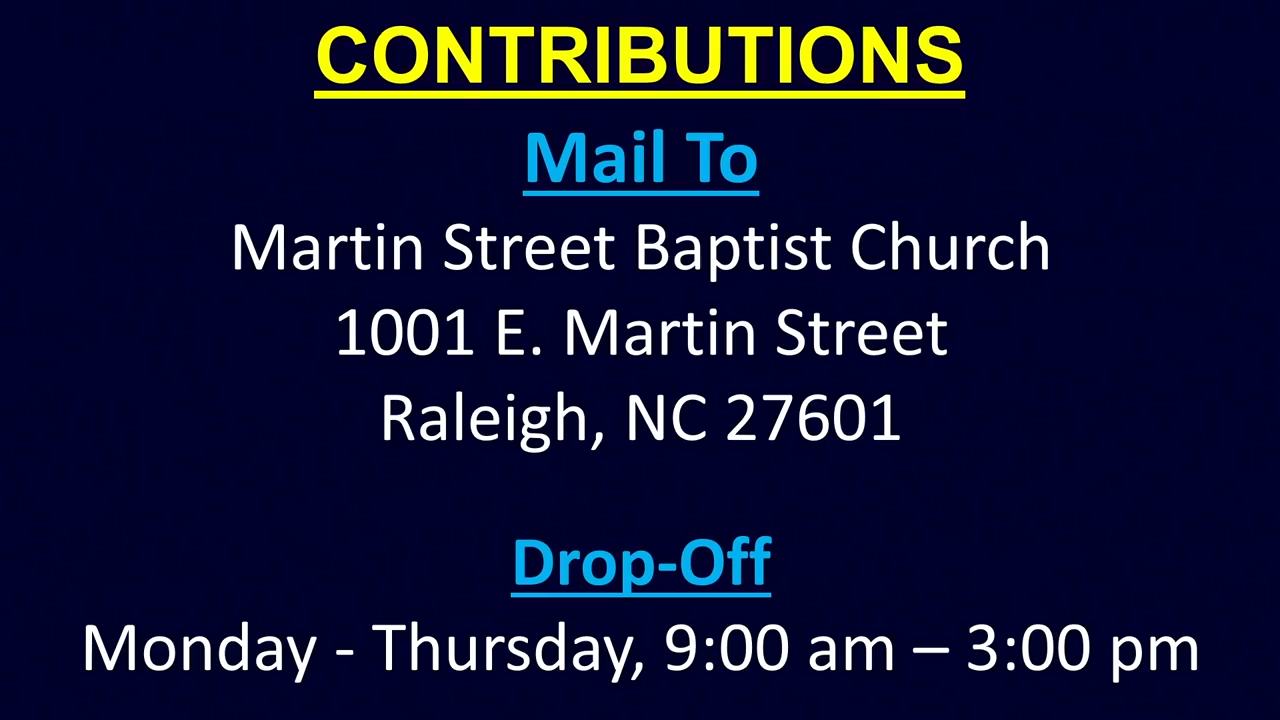 CONTRIBUTIONS
Mail To
Martin Street Baptist Church
1001 E. Martin Street
Raleigh, NC 27601
Drop-Off
Monday - Thursday, 9:00 am – 3:00 pm